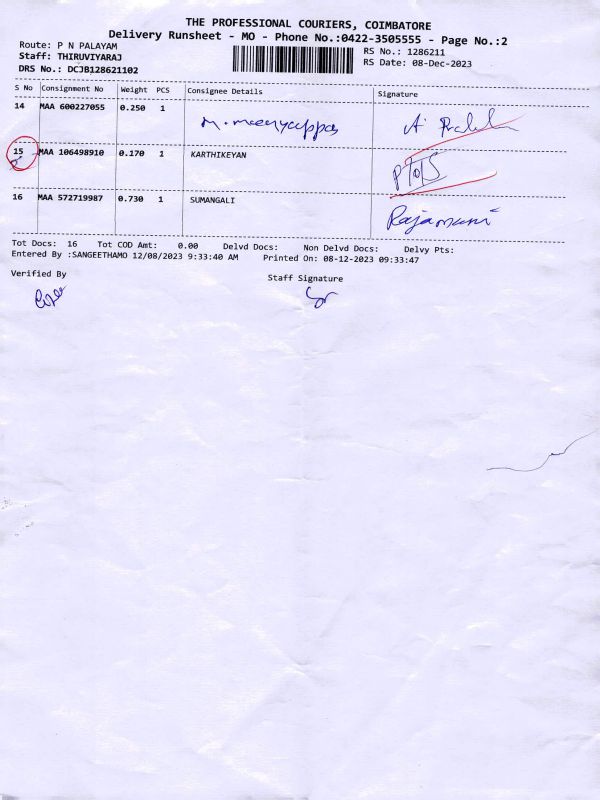 THE PROFESSIONAL COURIERS, COIMBATORE
Delivery Runsheet - MO - Phone No.:0422-3505555 - Page No.:2
Route: P N PALAYAM
RS No.: 1286211
Staff: THIRUVIYARAJ
RS Date: 08-Dec-2023
DRS No.: DCJB128621102
S No Consignment No Weight PCS Consignee Details Signature
14 MAA 600227055 0.250 1
15 MAA 106498910 0.170 1 KARTHIKEYAN
16 MAA 572719987 0.730 1 SUMANGALI Rajamani
Tot Docs: 16 Tot COD Amt: 0.00 Delvd Docs: Non Delvd Docs: Delvy Pts:
Entered By :SANGEETHAMO 12/08/2023 9:33:40 AM Printed On: 08-12-2023 09:33:47
Verified By
Staff Signature